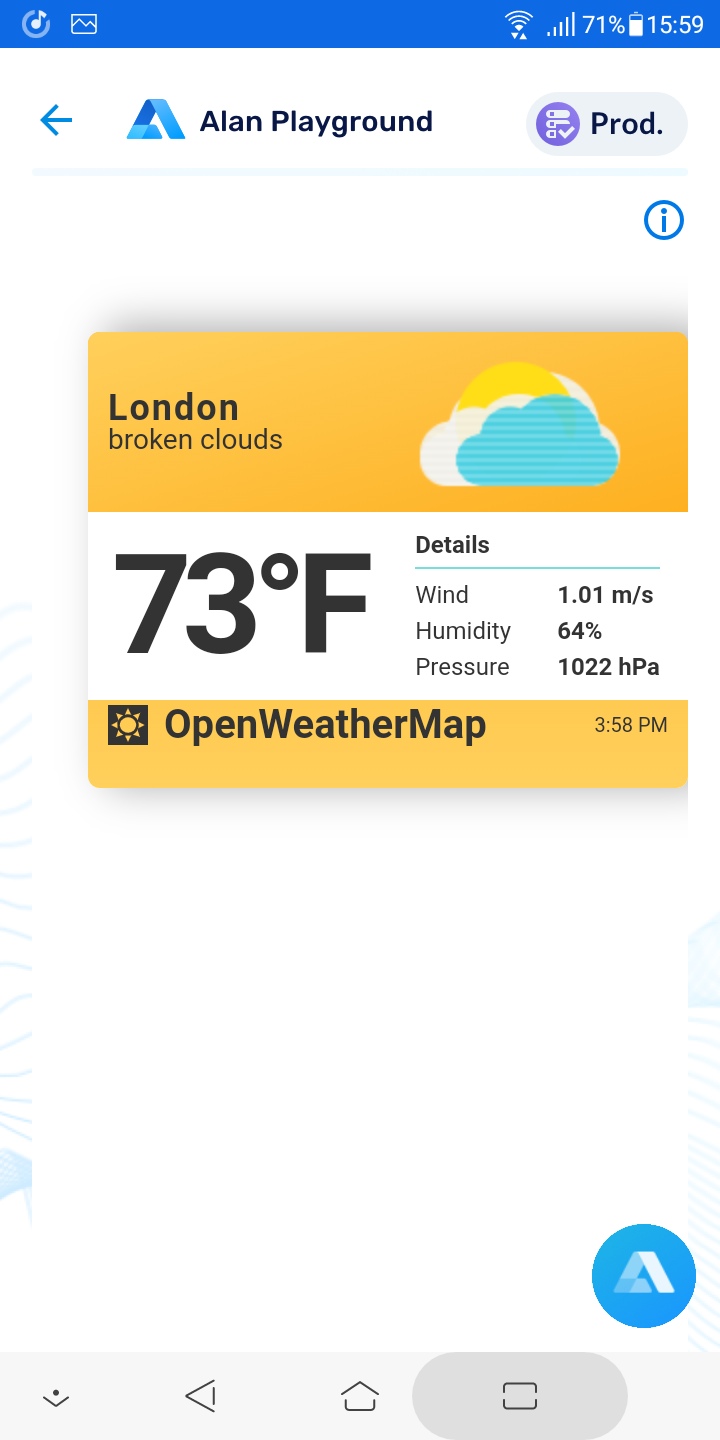 71% 15:59
Alan Playground
Prod.
London
broken clouds
73°F
Details
Wind 1.01 m/s
Humidity 64%
Pressure 1022 hPa
OpenWeatherMap 3:58 PM